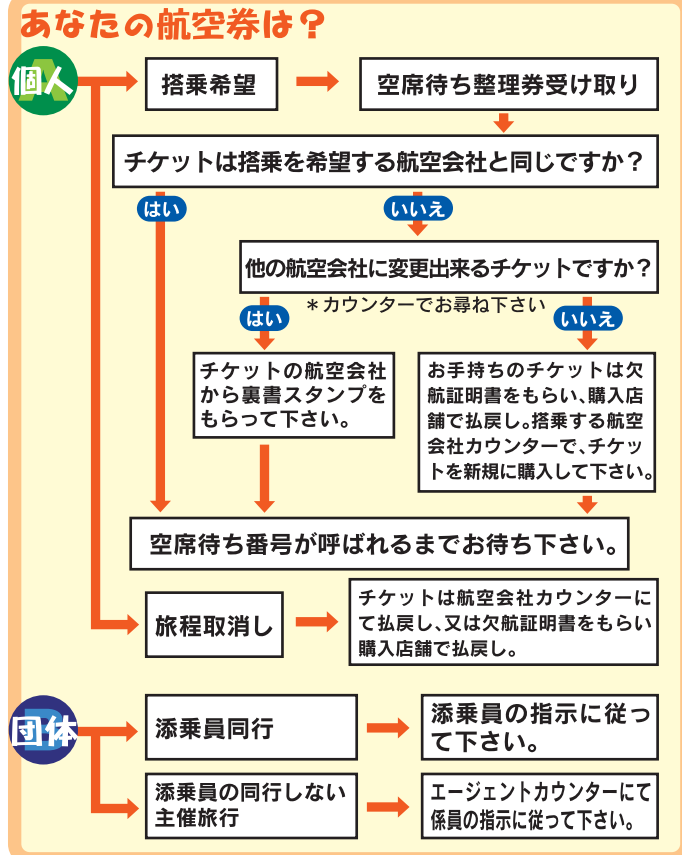 あなたの航空券は？
個人
搭乗希望
空席待ち整理券受け取り
チケットは搭乗を希望する航空会社と同じですか？
はい
いいえ
他の航空会社に変更出来るチケットですか？
＊カウンターでお尋ね下さい
はい
いいえ
チケットの航空会社
から裏書スタンプを
もらって下さい。
お手持ちのチケットは欠
航証明書をもらい、購入店
舗で払戻し。搭乗する航空
会社カウンターで、チケッ
トを新規に購入して下さい。
空席待ち番号が呼ばれるまでお待ち下さい。
旅程取消し
チケットは航空会社カウンターに
て払戻し、又は欠航証明書をもらい
購入店舗で払戻し。
団体
添乗員同行
添乗員の指示に従っ
て下さい。
添乗員の同行しない
主催旅行
エージェントカウンターにて
係員の指示に従って下さい。